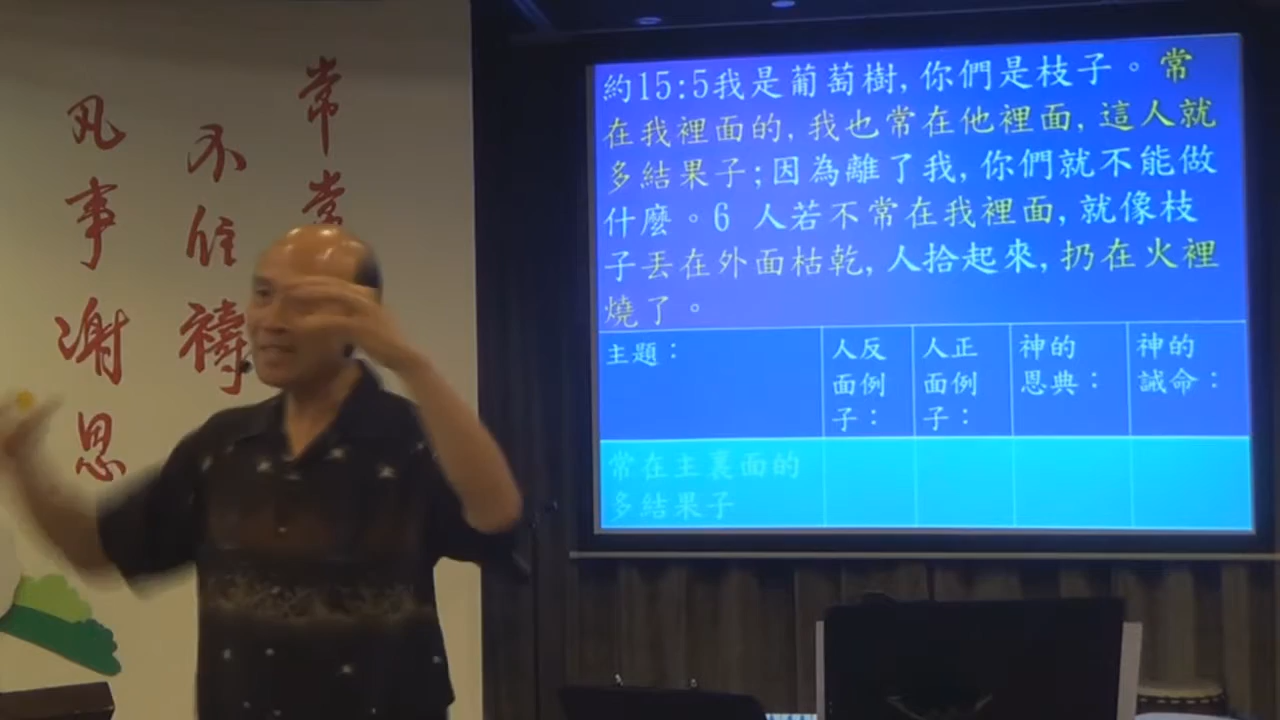 常常
不住禱
凡事謝恩
約15:5我是葡萄樹,你們是枝子。常
在我裡面的,我也常在他裡面,這人就
多結果子;因為離了我,你們就不能做
什麼。6 人若不常在我裡面,就像枝
子丟在外面枯乾,人拾起來,扔在火裡
燒了。
主題：
人反
面例
子：
人正
面例
子：
神的
恩典：
神的
誡命：
常在主裏面的
多結果子